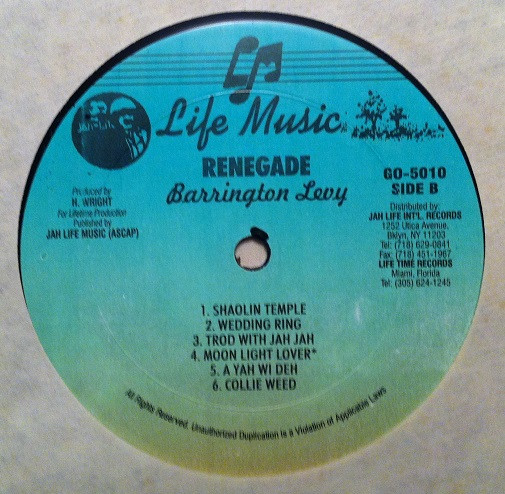 Life Music
RENEGADE
Barrington Levy
Produced by
H. WRIGHT
For Lifetime Production
Published by
JAH LIFE MUSIC (ASCAP)
GO-5010
SIDE B
Distributed by:
JAH LIFE INT'L. RECORDS
1252 Utica Avenue,
Bklyn, NY 11203
Tel: (718) 629-0841
Fax: (718) 451-1967
LIFE TIME RECORDS
Miami, Florida
Tel: (305) 624-1245
1. SHAOLIN TEMPLE
2. WEDDING RING
3. TROD WITH JAH JAH
4. MOON LIGHT LOVER*
5. A YAH WI DEH
6. COLLIE WEED
All Rights Reserved. Unauthorized Duplication is a Violation of Applicable Laws